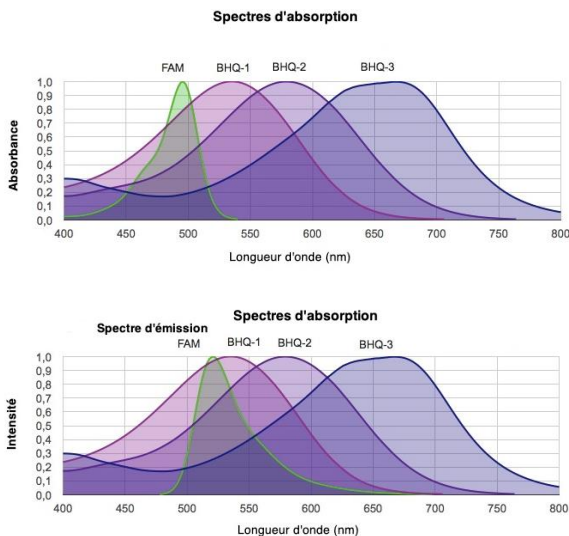 Spectres d'absorption
FAM BHQ-1 BHQ-2 BHQ-3
Absorbance
1,0
0,9
0,8
0,7
0,6
0,5
0,4
0,3
0,2
0,1
0,0
400 450 500 550 600 650 700 750 800
Longueur d'onde (nm)
Spectres d'absorption
Spectre d'émission
FAM BHQ-1 BHQ-2 BHQ-3
Intensité
1,0
0,9
0,8
0,7
0,6
0,5
0,4
0,3
0,2
0,1
0,0
400 450 500 550 600 650 700 750 800
Longueur d'onde (nm)